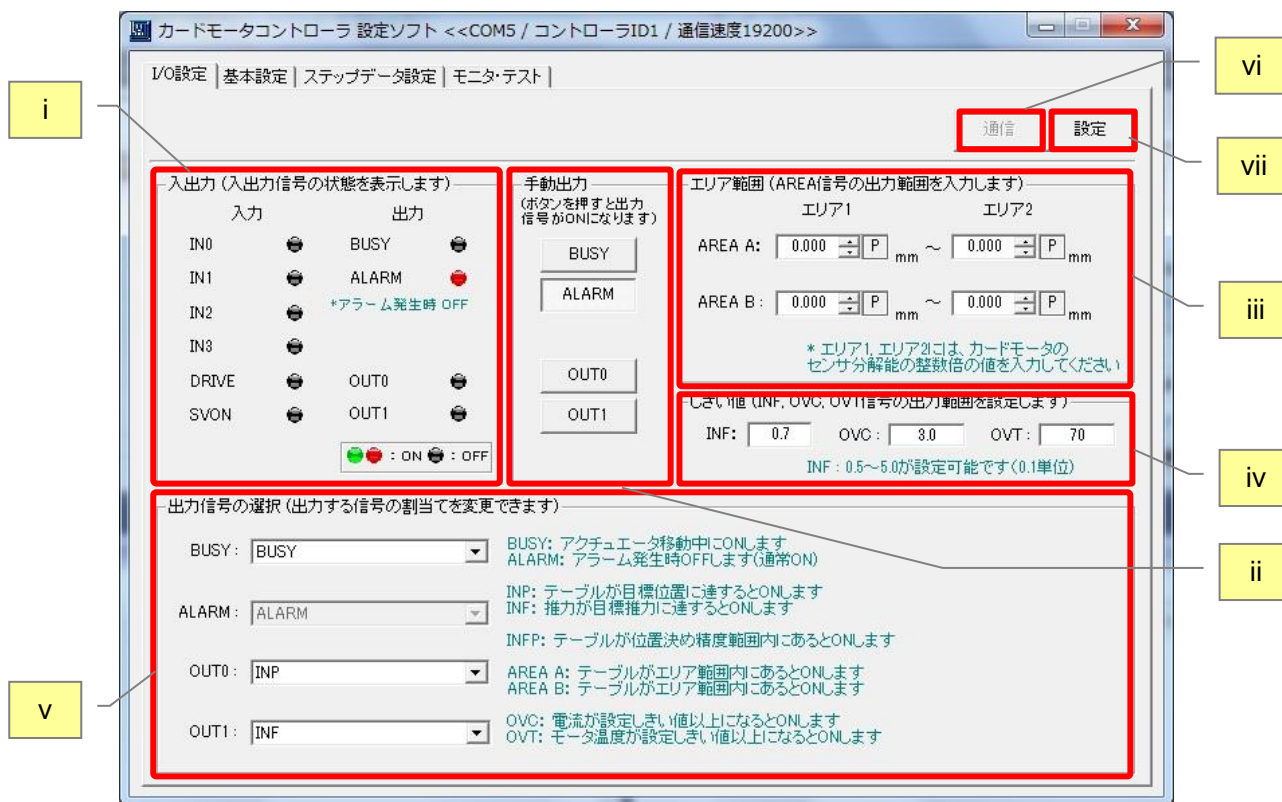 カードモータコントローラ 設定ソフト <<COM5 / コントローラID1 / 通信速度19200>>
I/O設定
基本設定
ステップデータ設定
モニタ・テスト
i
vi
vii
iii
iv
ii
v
通信
設定
入出力(入出力信号の状態を表示します)
入力
出力
IN0
BUSY
IN1
ALARM
*アラーム発生時 OFF
IN2
IN3
DRIVE
OUT0
SVON
OUT1
: ON
: OFF
手動出力
(ボタンを押すと出力
信号がONになります)
BUSY
ALARM
OUT0
OUT1
エリア範囲(AREA信号の出力範囲を入力します)
エリア1
エリア2
AREA A: 0.000 P mm ~ 0.000 P mm
AREA B : 0.000 P mm ~ 0.000 P mm
* エリア1, エリア2には、カードモータの
センサ分解能の整数倍の値を入力してください
しきい値(INF, OVC, OVT信号の出力範囲を設定します)
INF: 0.7 OVC : 3.0 OVT : 70
INF : 0.5~5.0が設定可能です(0.1単位)
出力信号の選択(出力する信号の割当てを変更できます)
BUSY : BUSY
ALARM : ALARM
OUT0 : INP
OUT1 : INF
BUSY: アクチュエータ移動中にONします
ALARM: アラーム発生時OFFします(通常ON)
INP: テーブルが目標位置に達するとONします
INF: 推力が目標推力に達するとONします
INFP: テーブルが位置決め精度範囲内にあるとONします
AREA A: テーブルがエリア範囲内にあるとONします
AREA B: テーブルがエリア範囲内にあるとONします
OVC: 電流が設定しきい値以上になるとONします
OVT: モータ温度が設定しきい値以上になるとONします